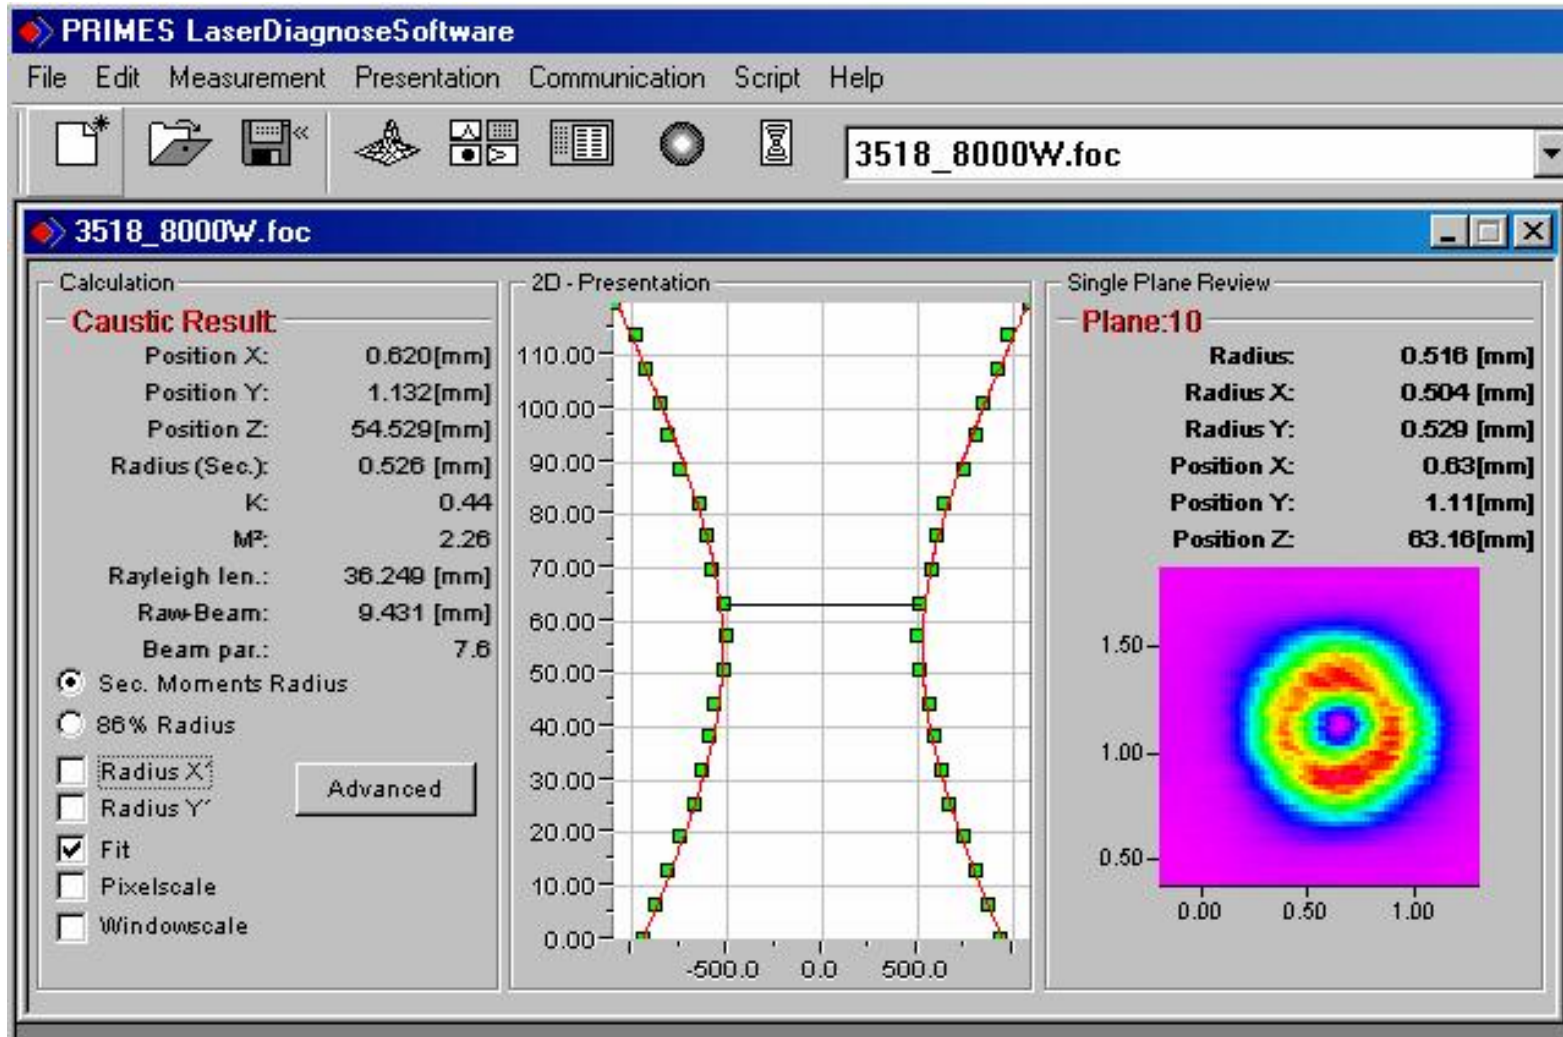 PRIMES LaserDiagnoseSoftware
File Edit Measurement Presentation Communication Script Help
3518_8000W.foc
3518_8000W.foc
Calculation
Caustic Result:
Position X: 0.620[mm]
Position Y: 1.132[mm]
Position Z: 54.529[mm]
Radius (Sec.): 0.526 [mm]
K: 0.44
M²: 2.26
Rayleigh len.: 36.249 [mm]
Raw-Beam: 9.431 [mm]
Beam par.: 7.6
Sec. Moments Radius
86% Radius
Radius X´
Radius Y´
Advanced
Fit
Pixelscale
Windowscale
2D - Presentation
110.00
100.00
90.00
80.00
70.00
60.00
50.00
40.00
30.00
20.00
10.00
0.00
-500.0 0.0 500.0
Single Plane Review
Plane:10
Radius: 0.516 [mm]
Radius X: 0.504 [mm]
Radius Y: 0.529 [mm]
Position X: 0.63[mm]
Position Y: 1.11[mm]
Position Z: 63.16[mm]
1.50
1.00
0.50
0.00 0.50 1.00